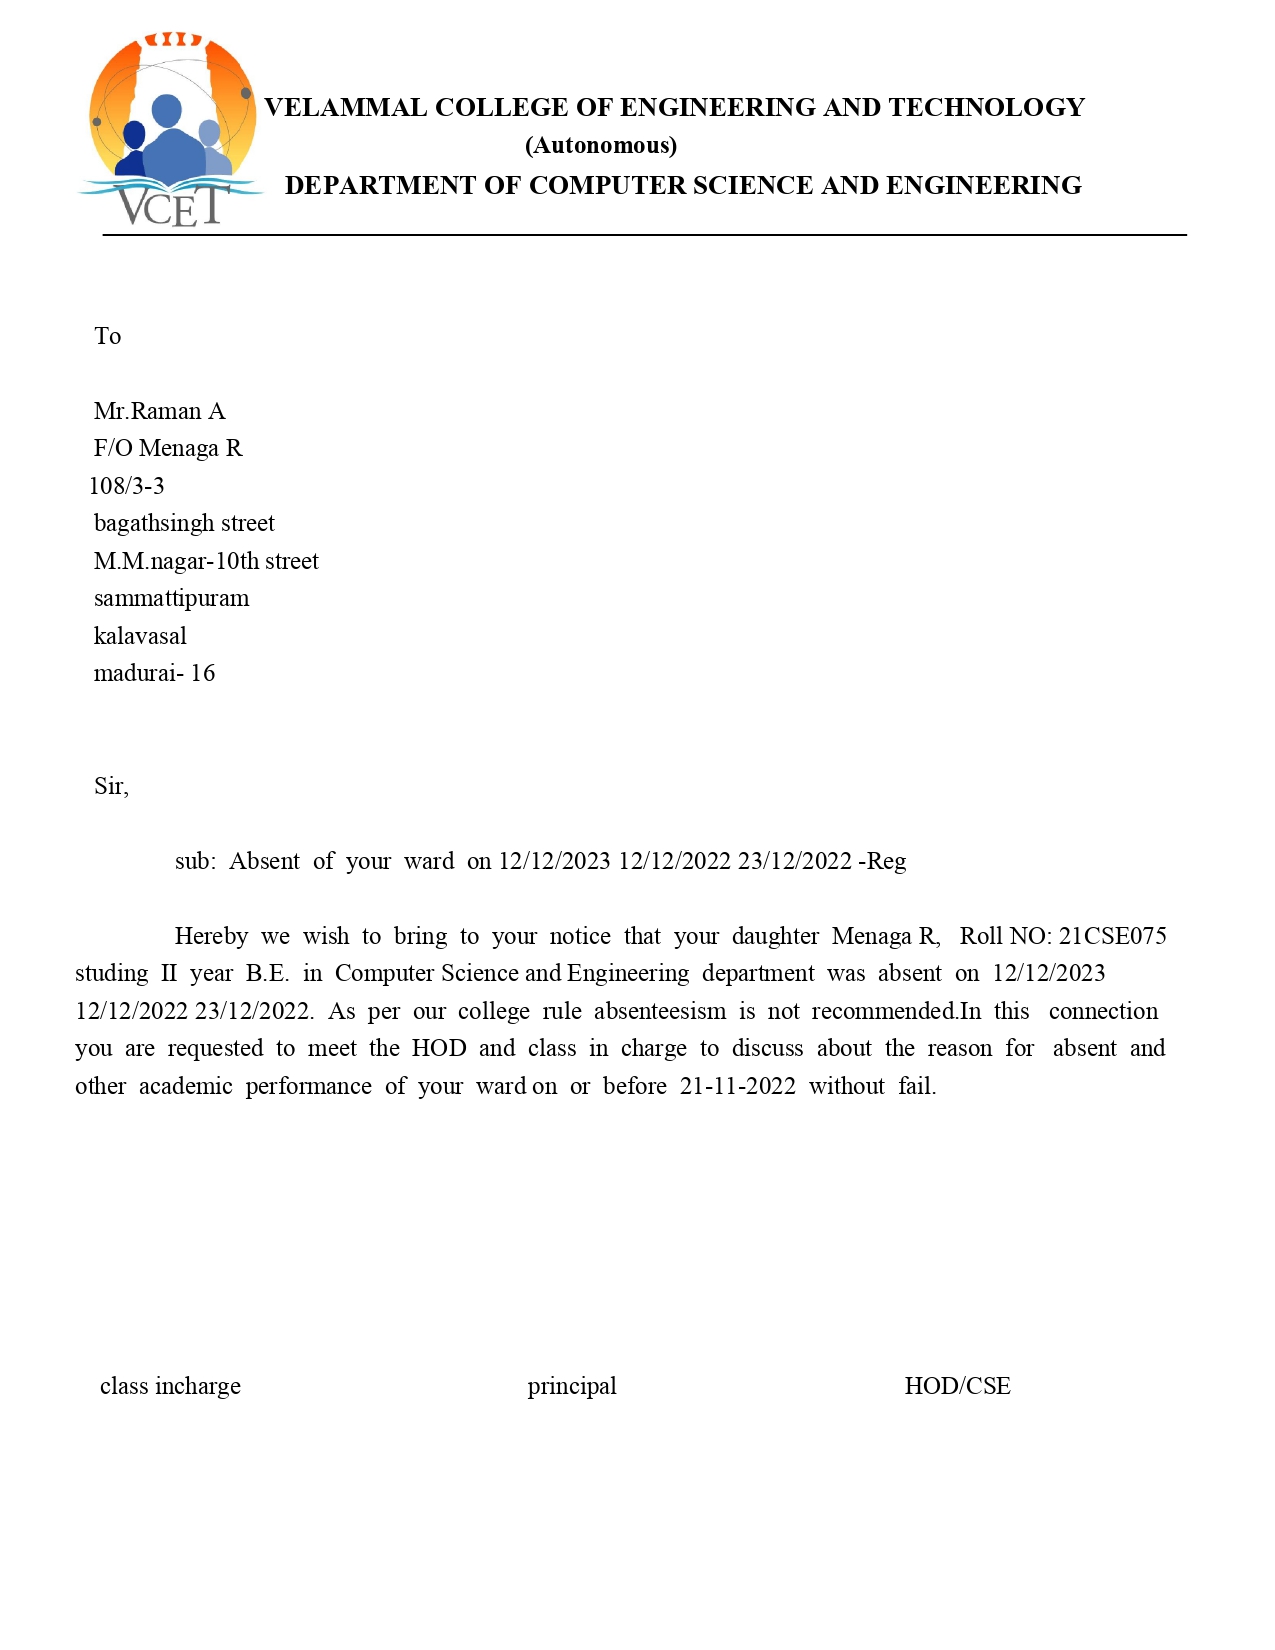 VELAMMAL COLLEGE OF ENGINEERING AND TECHNOLOGY
(Autonomous)
DEPARTMENT OF COMPUTER SCIENCE AND ENGINEERING
VCET
To
Mr.Raman A
F/O Menaga R
108/3-3
bagathsingh street
M.M.nagar-10th street
sammattipuram
kalavasal
madurai- 16
Sir,
sub: Absent of your ward on 12/12/2023 12/12/2022 23/12/2022 -Reg
Hereby we wish to bring to your notice that your daughter Menaga R, Roll NO: 21CSE075
studing II year B.E. in Computer Science and Engineering department was absent on 12/12/2023
12/12/2022 23/12/2022. As per our college rule absenteesism is not recommended.In this connection
you are requested to meet the HOD and class in charge to discuss about the reason for absent and
other academic performance of your ward on or before 21-11-2022 without fail.
class incharge principal HOD/CSE